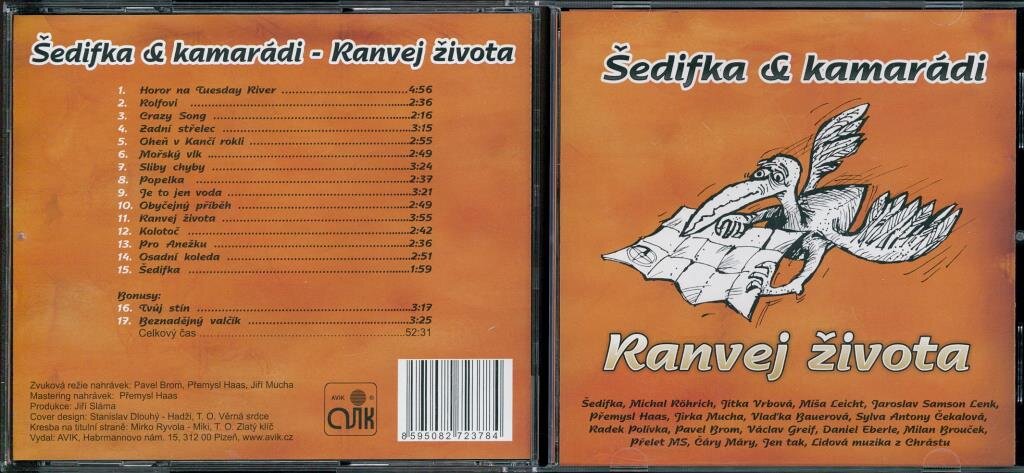 Šedifka & kamarádi - Ranvej života
1. Horor na Tuesday River 4:56
2. Rolfovi 2:36
3. Crazy Song 2:16
4. Zadní střelec 3:15
5. Oheň v Kančí rokli 2:55
6. Mořský vlk 2:49
7. Sliby chyby 3:24
8. Popelka 2:37
9. Je to jen voda 3:21
10. Obyčejný příběh 2:49
11. Ranvej života 3:55
12. Kolotoč 2:42
13. Pro Anežku 2:36
14. Osadní koleda 2:51
15. Šedifka 1:59
Bonusy:
16. Tvůj stín 3:17
17. Beznadějný valčík 3:25
Celkový čas 52:31
Zvuková režie nahrávek: Pavel Brom, Přemysl Haas, Jiří Mucha
Mastering nahrávek Přemysl Haas
Produkce: Jiří Sláma
Cover design: Stanislav Dlouhý - Hadži, T. O. Věrná srdce
Kresba na titulní straně: Mirko Ryvola - Miki, T. O. Zlatý klíč
Vydal: AVIK, Habrmannovo nám. 15, 312 00 Plzeň, www.avik.cz
AVIK ®
AVIK
8595082723784
Šedifka & kamarádi
Ranvej života
Šedifka, Michal Röhrich, Jitka Vrbová, Míša Leicht, Jaroslav Samson Lenk,
Přemysl Haas, Jirka Mucha, Vlaďka Bauerová, Sylva Antony Čekalová,
Radek Polívka, Pavel Brom, Václav Greif, Daniel Eberle, Milan Brouček,
Přelet MS, Čáry Máry, Jen tak, Lidová muzika z Chrástu